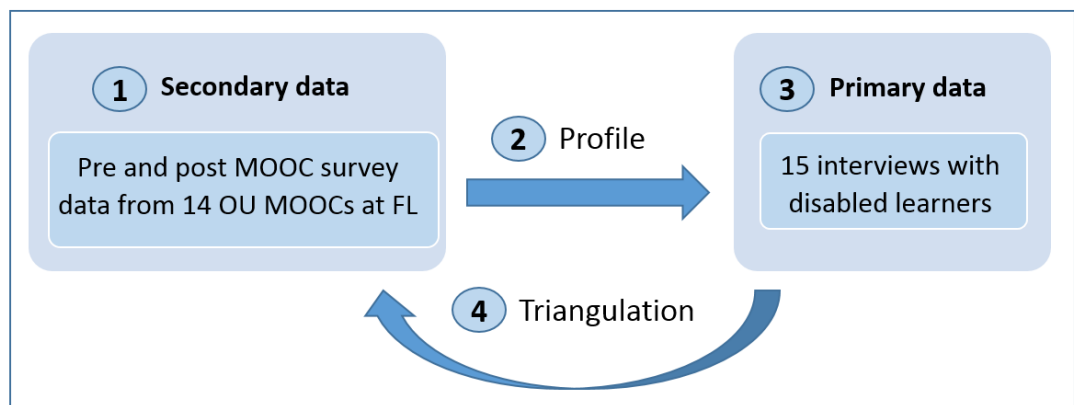 1 Secondary data
Pre and post MOOC survey
data from 14 OU MOOCs at FL
2 Profile
3 Primary data
15 interviews with
disabled learners
4 Triangulation